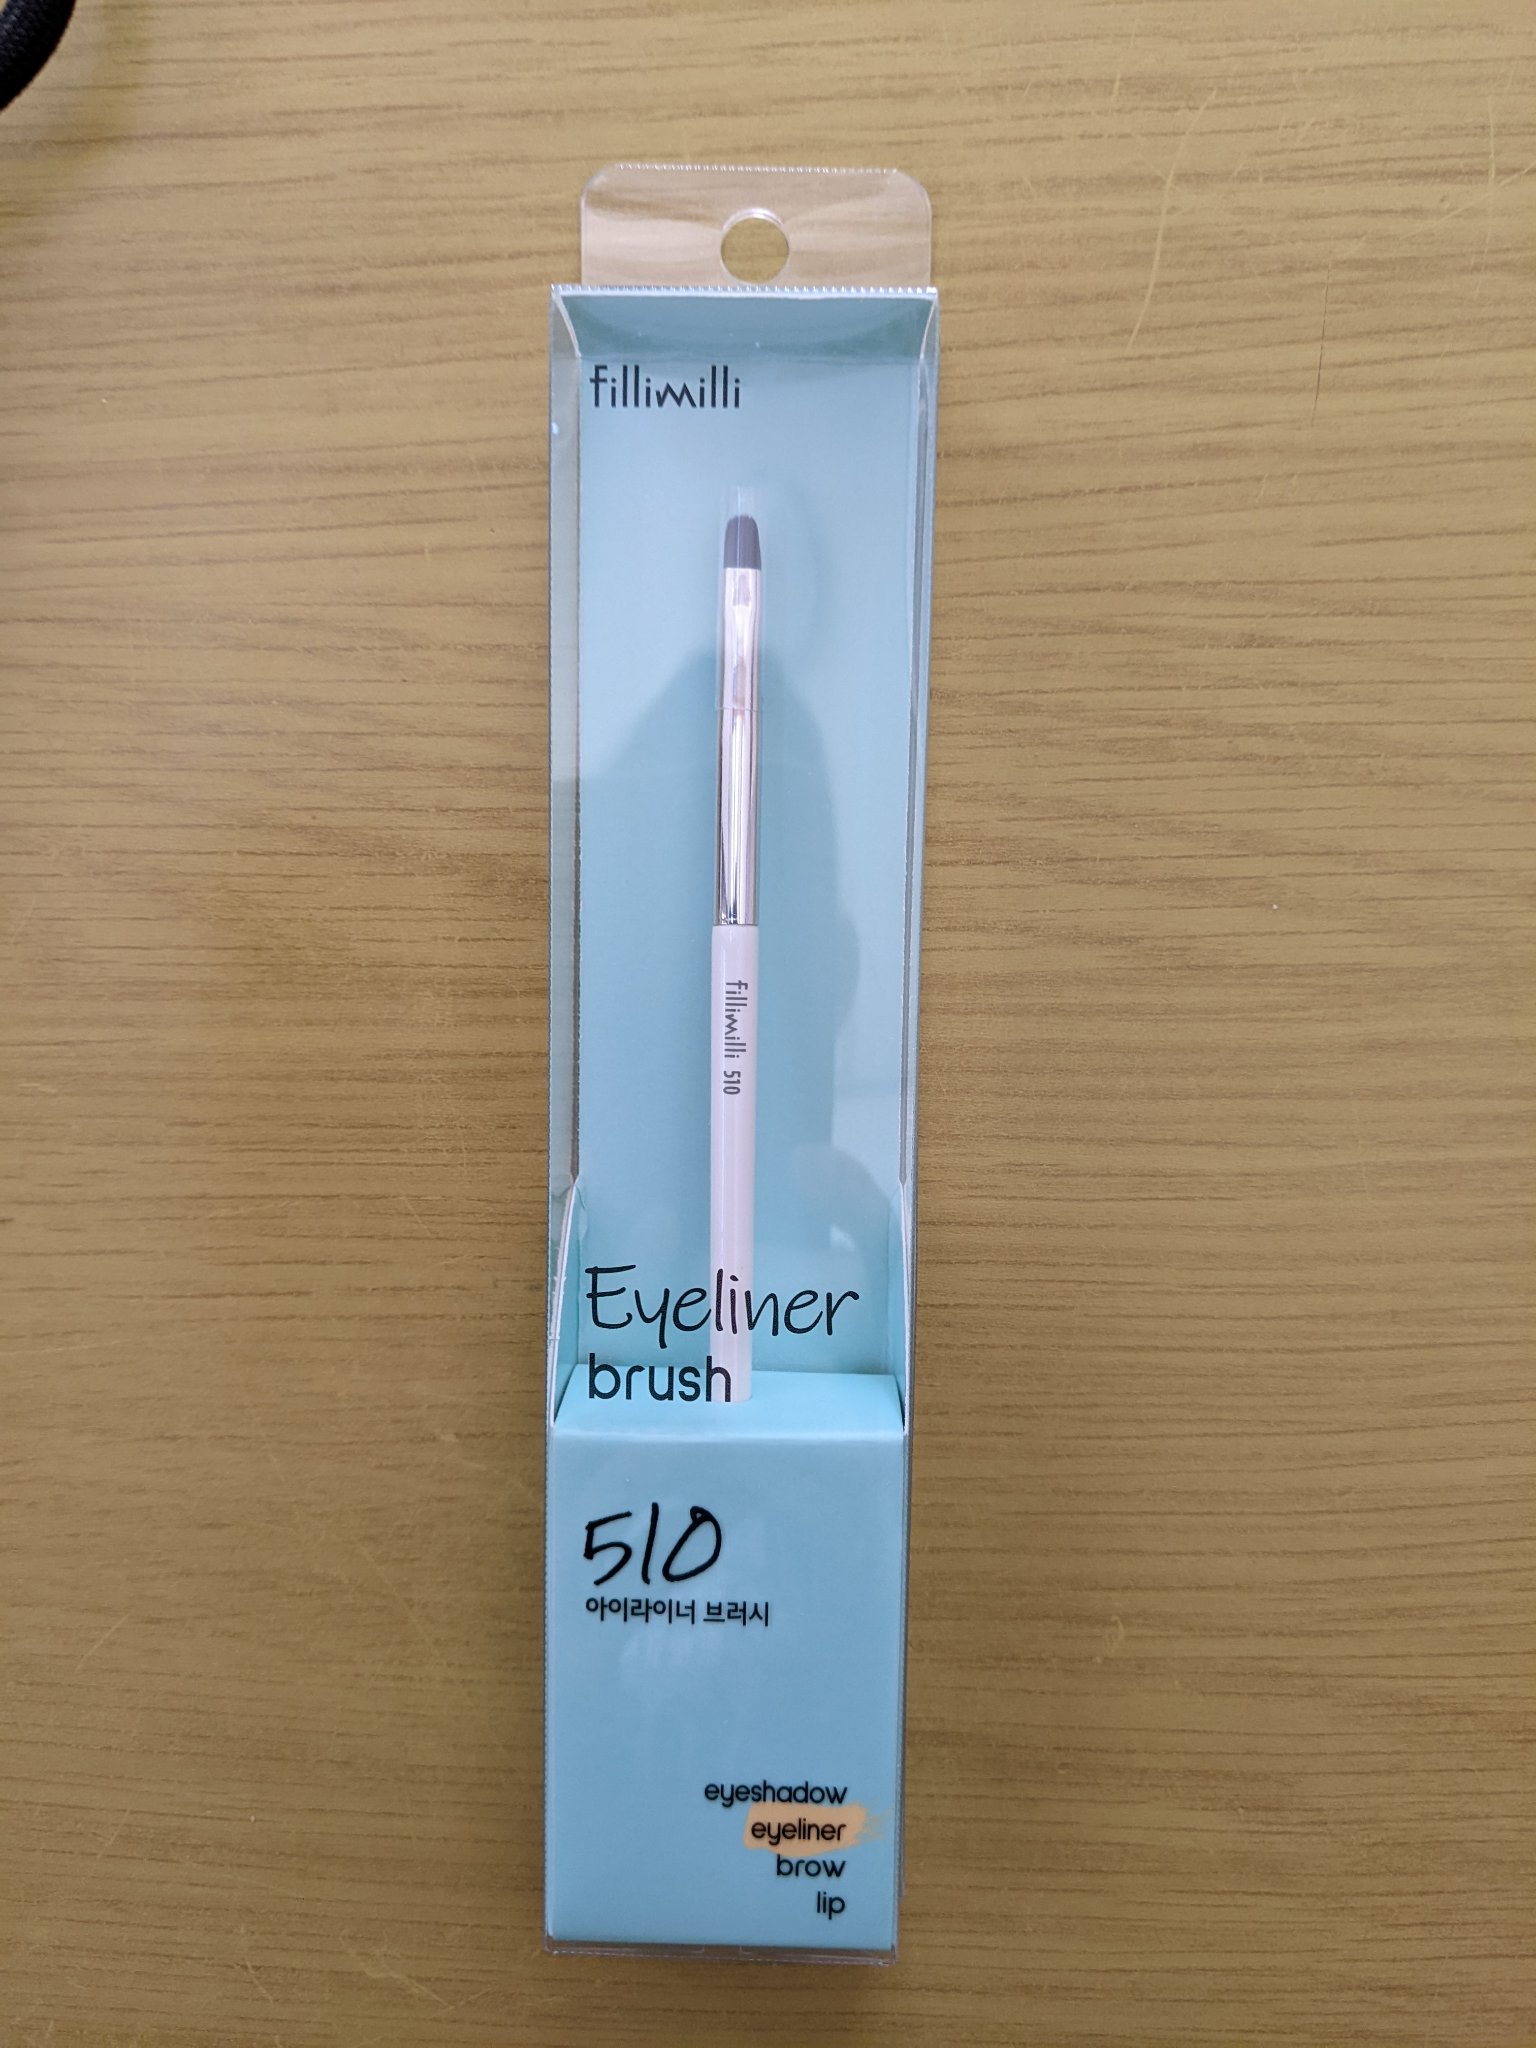 fillimilli
fillimilli 510
Eyeliner
brush
510
아이라이너 브러시
eyeshadow
eyeliner
brow
lip